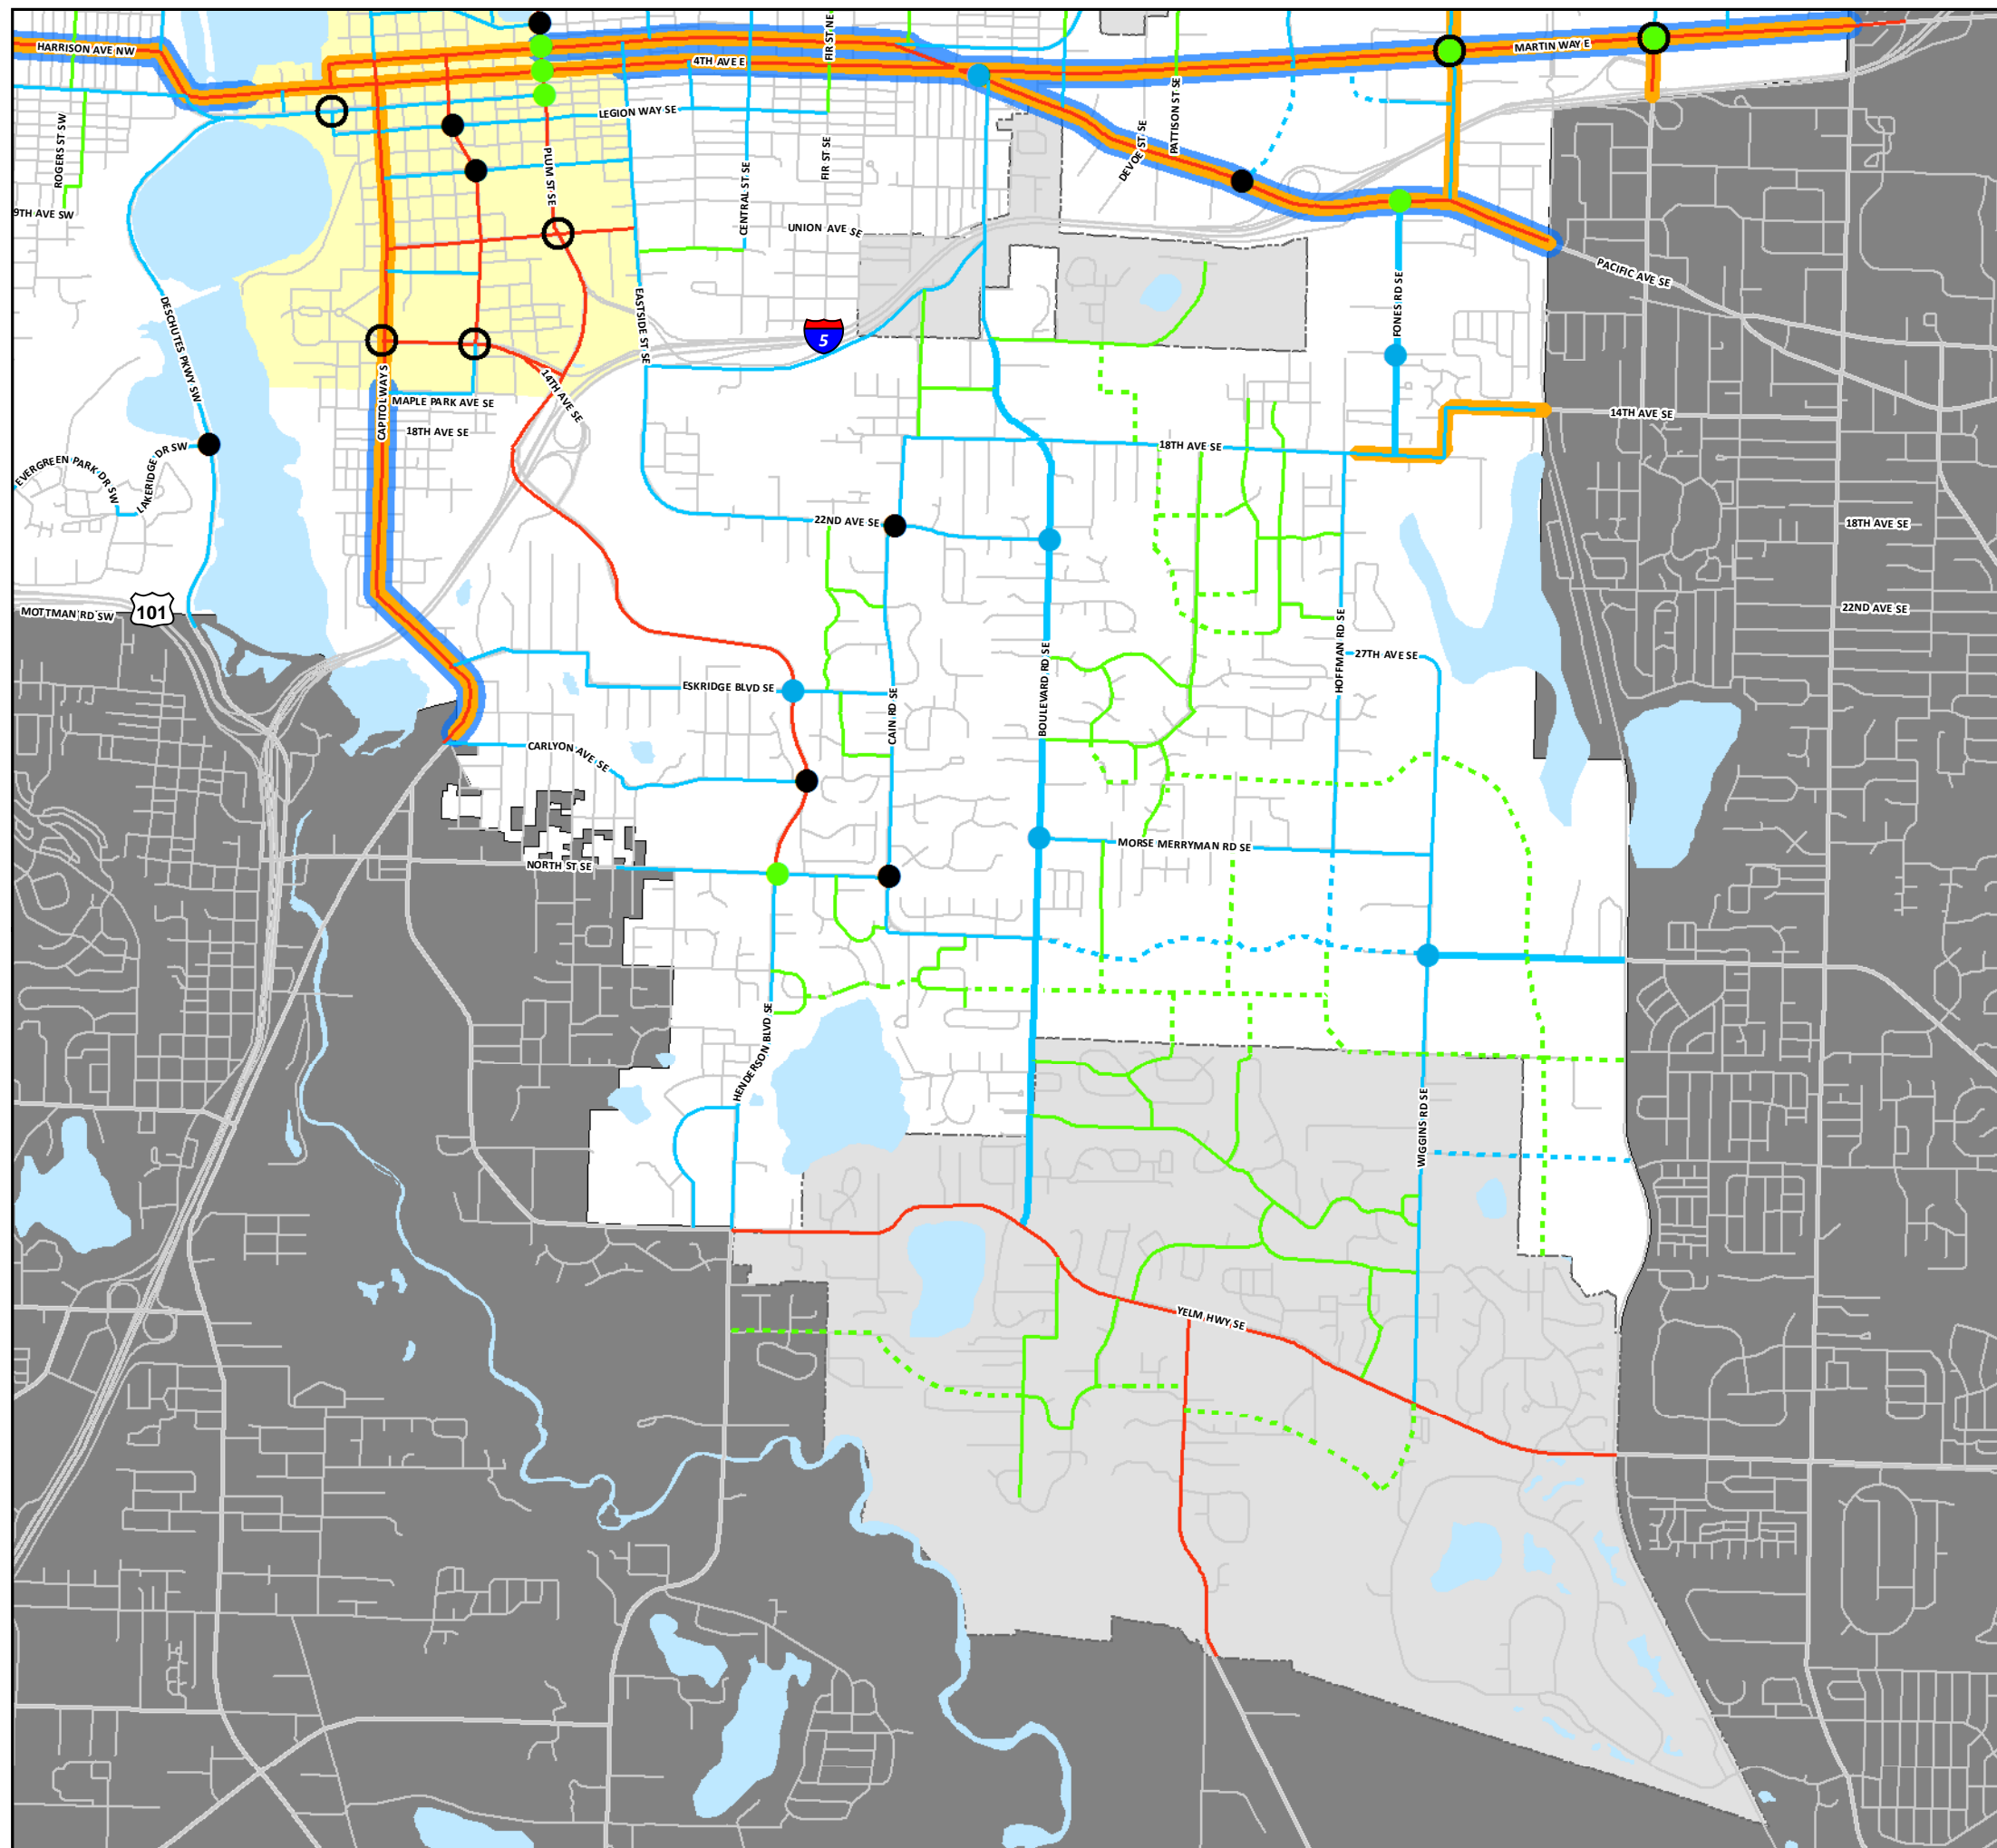 HARRISON AVE NW
4TH AVE E
FIR ST NE
MARTIN WAY E
ROGERS ST SW
LEGION WAY SE
PLUM ST SE
CENTRAL ST SE
FIR ST SE
DEVOE ST SE
PATTISON ST SE
9TH AVE SW
UNION AVE SE
PACIFIC AVE SE
DESCHUTES PKWY SW
EASTSIDE ST SE
5
FONES RD SE
CAPITOL WAY S
MAPLE PARK AVE SE
14TH AVE SE
14TH AVE SE
18TH AVE SE
18TH AVE SE
EVERGREEN PARK DR SW
LAKERIDGE DR SW
22ND AVE SE
18TH AVE SE
MOTTMAN RD SW
101
22ND AVE SE
HOFFMAN RD SE
27TH AVE SE
ESKRIDGE BLVD SE
CAIN RD SE
BOULEVARD RD SE
CARLYON AVE SE
MORSE MERRYMAN RD SE
NORTH ST SE
HENDERSON BLVD SE
WIGGINS RD SE
YELM HWY SE